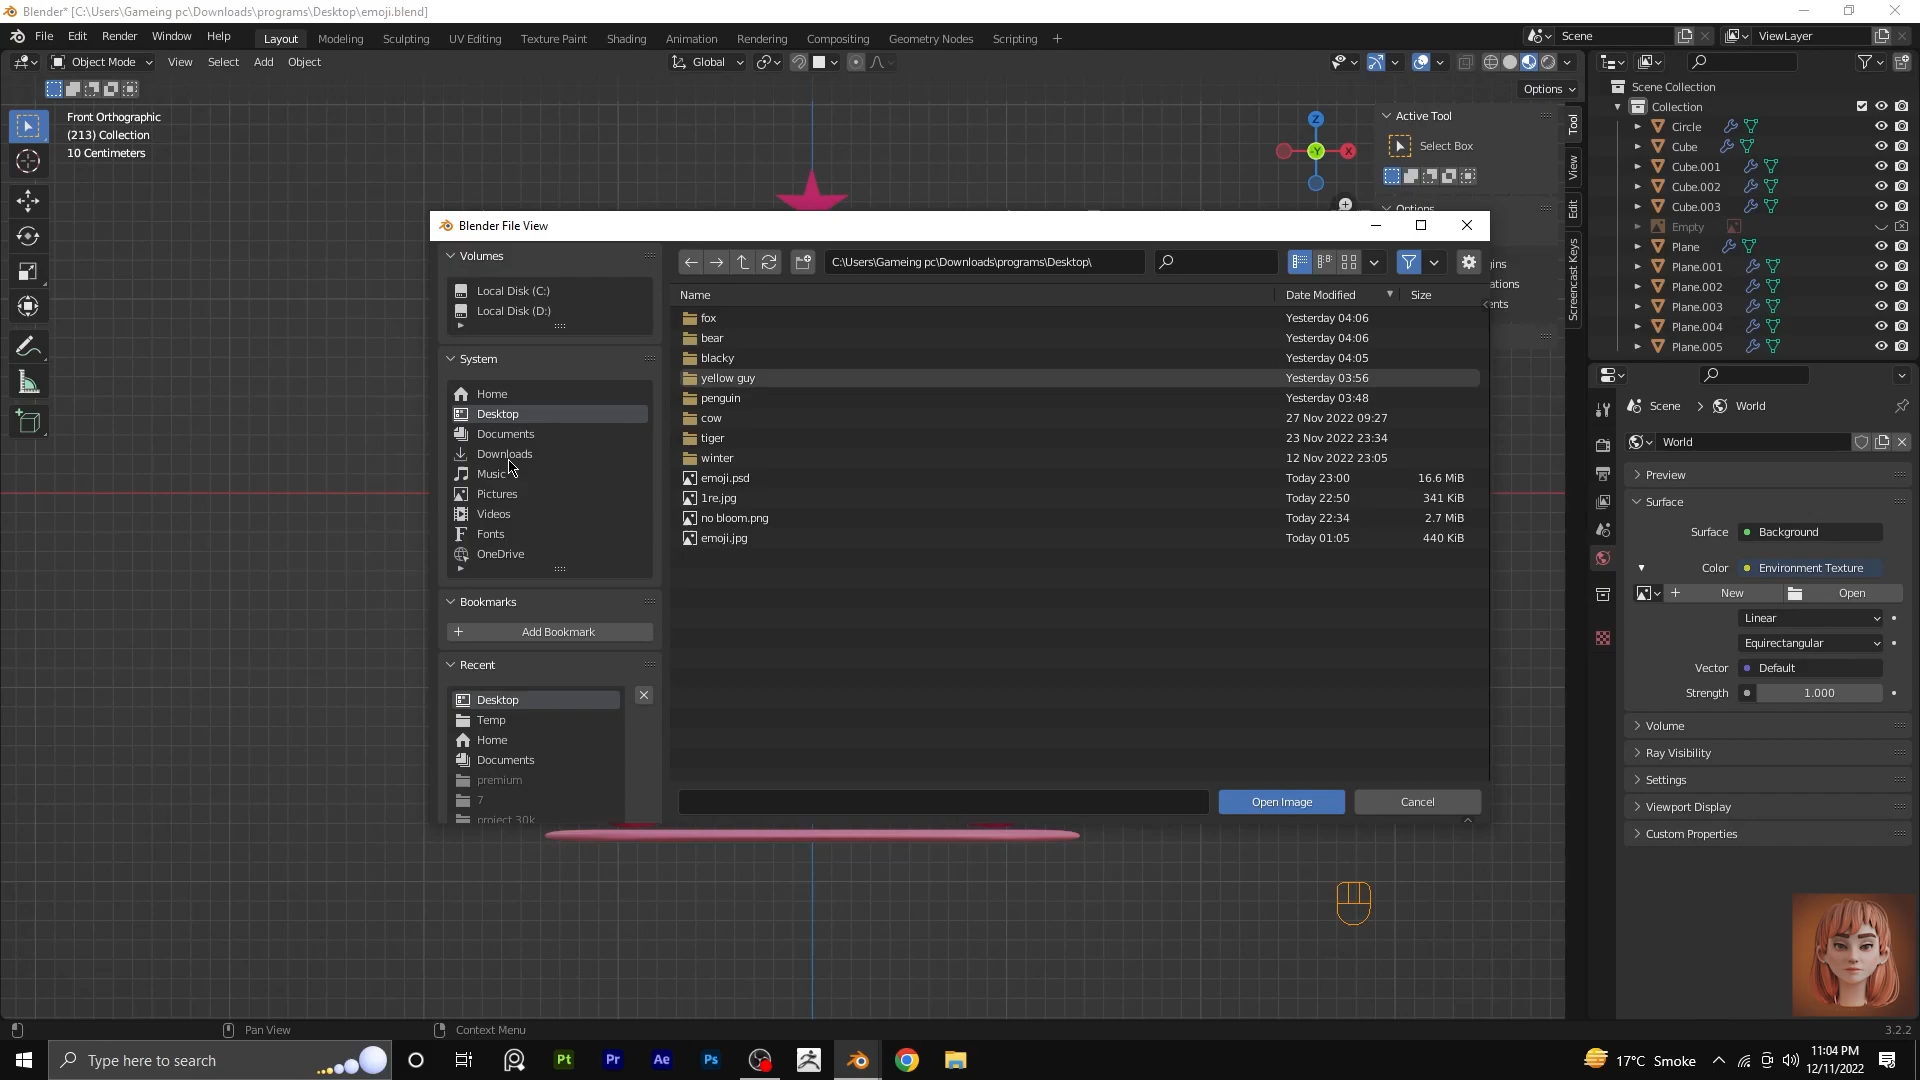 Blender* [C:\Users\Gameing pc\Downloads\programs\Desktop\emoji.blend]
File Edit Render Window Help Layout Modeling Sculpting UV Editing Texture Paint Shading Animation Rendering Compositing Geometry Nodes Scripting + Scene ViewLayer
Object Mode View Select Add Object Global
Options
Front Orthographic
(213) Collection
10 Centimeters
Z
-Y
X
Active Tool
Select Box
Options
Tool
View
Edit
Screencast Keys
Scene Collection
Collection
Circle
Cube
Cube.001
Cube.002
Cube.003
Empty
Plane
Plane.001
Plane.002
Plane.003
Plane.004
Plane.005
Blender File View
Volumes
Local Disk (C:)
Local Disk (D:)
System
Home
Desktop
Documents
Downloads
Music
Pictures
Videos
Fonts
OneDrive
Bookmarks
+ Add Bookmark
Recent
Desktop
Temp
Home
Documents
premium
7
project 30k
C:\Users\Gameing pc\Downloads\programs\Desktop\
Name Date Modified Size
fox Yesterday 04:06
bear Yesterday 04:06
blacky Yesterday 04:05
yellow guy Yesterday 03:56
penguin Yesterday 03:48
cow 27 Nov 2022 09:27
tiger 23 Nov 2022 23:34
winter 12 Nov 2022 23:05
emoji.psd Today 23:00 16.6 MiB
1re.jpg Today 22:50 341 KiB
no bloom.png Today 22:34 2.7 MiB
emoji.jpg Today 01:05 440 KiB
Open Image Cancel
Scene > World
World
Preview
Surface
Surface Background
Color Environment Texture
+ New Open
Linear
Equirectangular
Vector Default
Strength 1.000
Volume
Ray Visibility
Settings
Viewport Display
Custom Properties
Pan View Context Menu 3.2.2
Type here to search
Pt Pr Ae Ps
17°C Smoke
11:04 PM
12/11/2022